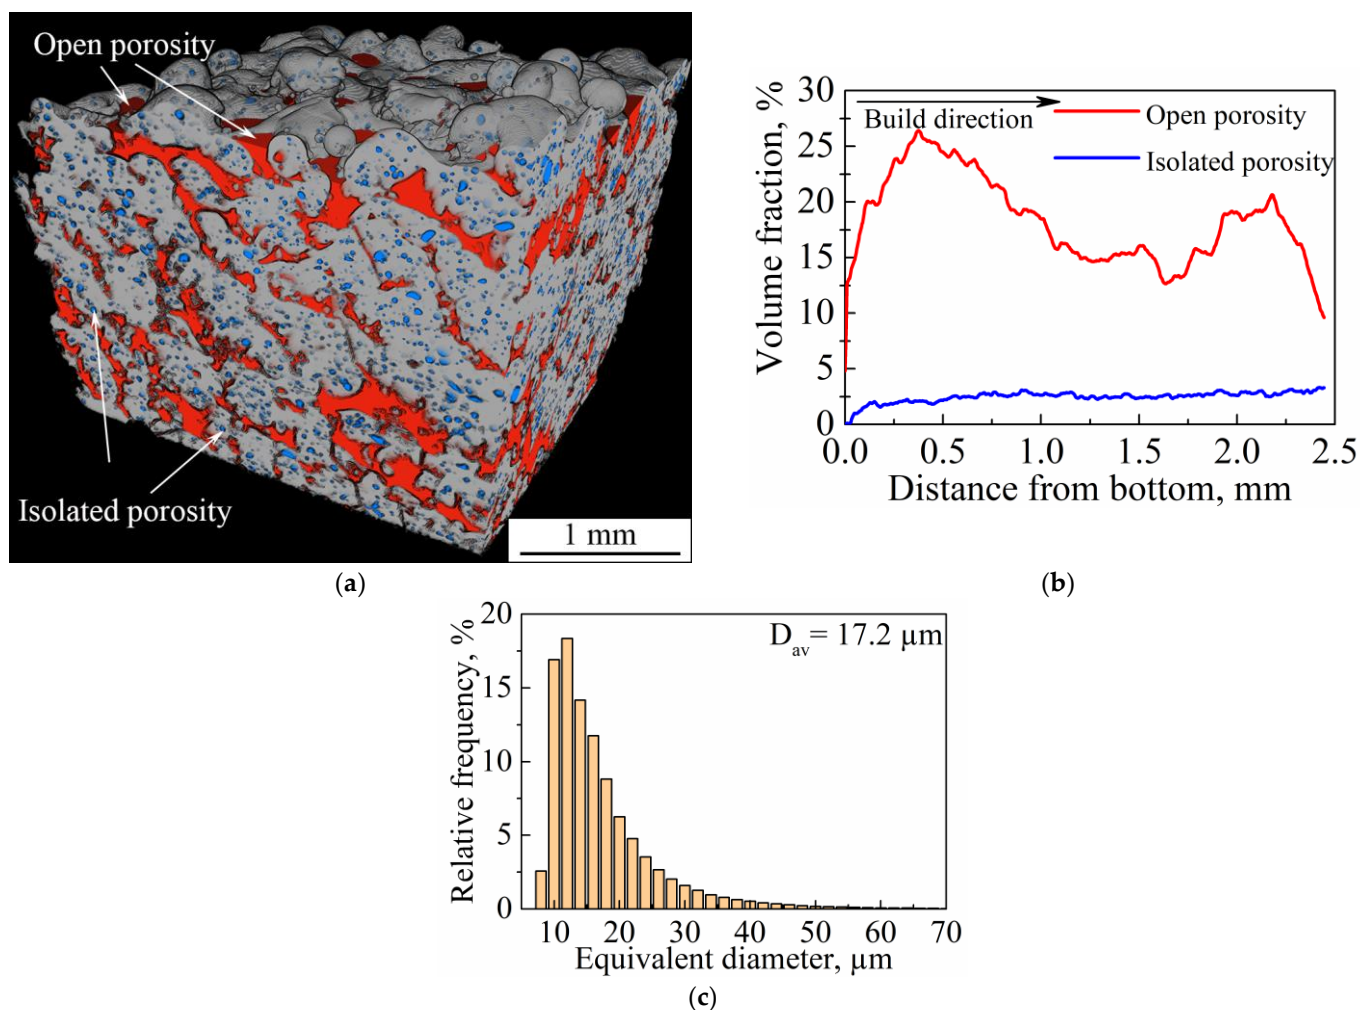 Open porosity
Isolated porosity
1 mm
(a)
Volume fraction, %
30
25
20
15
10
5
0
Build direction
Open porosity
Isolated porosity
0.0 0.5 1.0 1.5 2.0 2.5
Distance from bottom, mm
(b)
Relative frequency, %
20
15
10
5
0
Dav= 17.2 µm
10 20 30 40 50 60 70
Equivalent diameter, µm
(c)